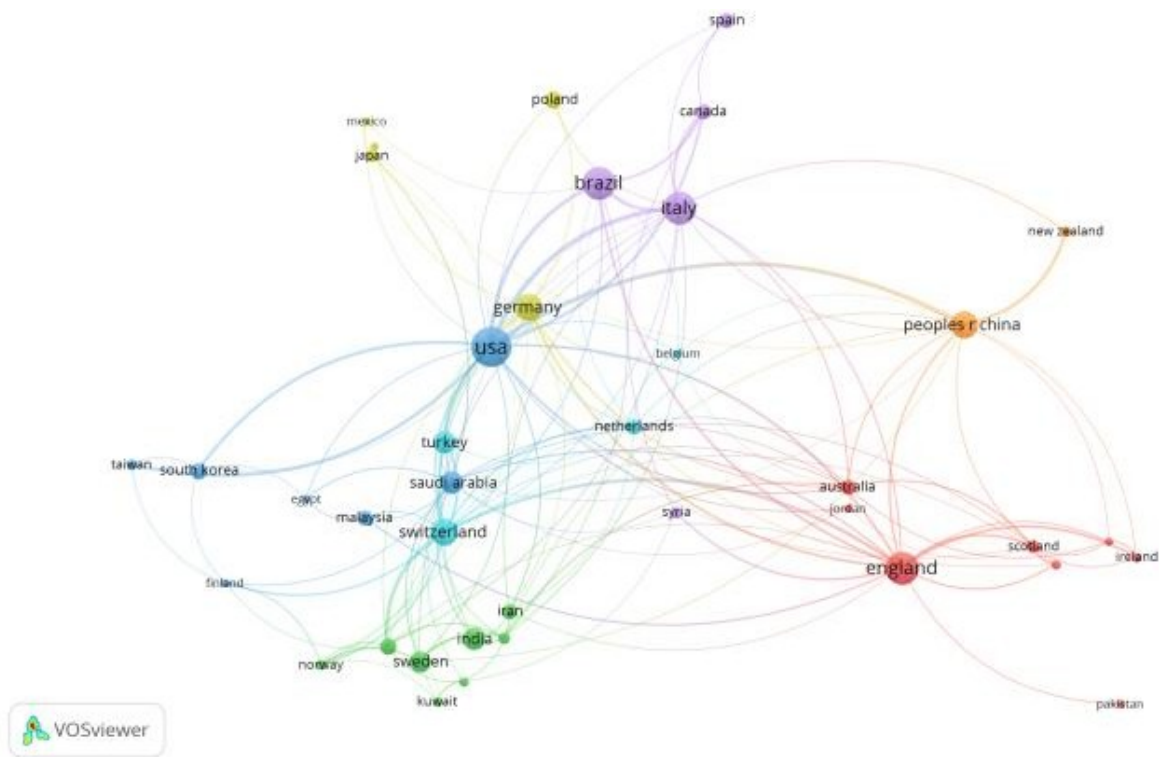 spain
poland
canada
mexico
japan
brazil
italy
new zealand
germany
peoples r china
usa
belgium
netherlands
turkey
taiwan
south korea
saudi arabia
australia
egypt
jordan
malaysia
syria
switzerland
scotland
ireland
england
finland
iran
india
norway
sweden
kuwait
pakistan
VOSviewer